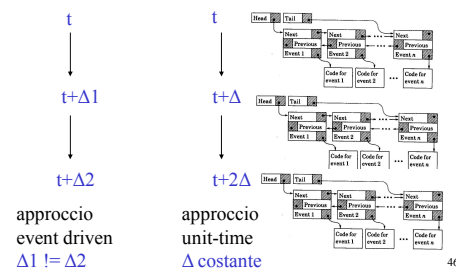 t
t
t+Δ1
t+Δ
t+Δ2
t+2Δ
approccio
event driven
Δ1 != Δ2
approccio
unit-time
Δ costante
Head Tail
Next Next Next
Previous Previous Previous
Event 1 Event 2 Event n
Code for event 1
Code for event 2
Code for event n
Head Tail
Next Next Next
Previous Previous Previous
Event 1 Event 2 Event n
Code for event 1
Code for event 2
Code for event n
Head Tail
Next Next Next
Previous Previous Previous
Event 1 Event 2 Event n
Code for event 1
Code for event 2
Code for event n
46